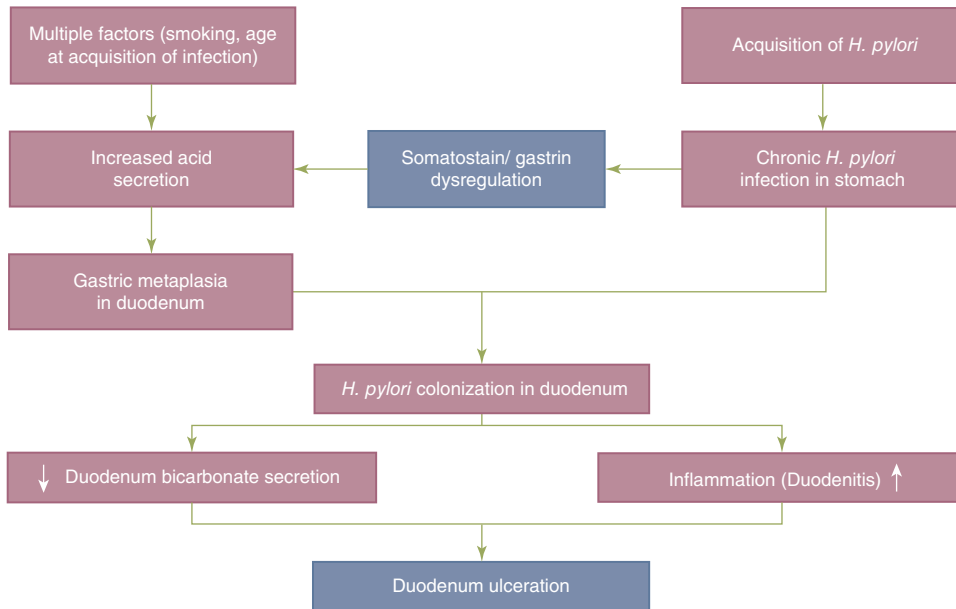 Multiple factors (smoking, age
at acquisition of infection)
Acquisition of H. pylori
Increased acid
secretion
Somatostain/ gastrin
dysregulation
Chronic H. pylori
infection in stomach
Gastric metaplasia
in duodenum
H. pylori colonization in duodenum
↓ Duodenum bicarbonate secretion
Inflammation (Duodenitis) ↑
Duodenum ulceration